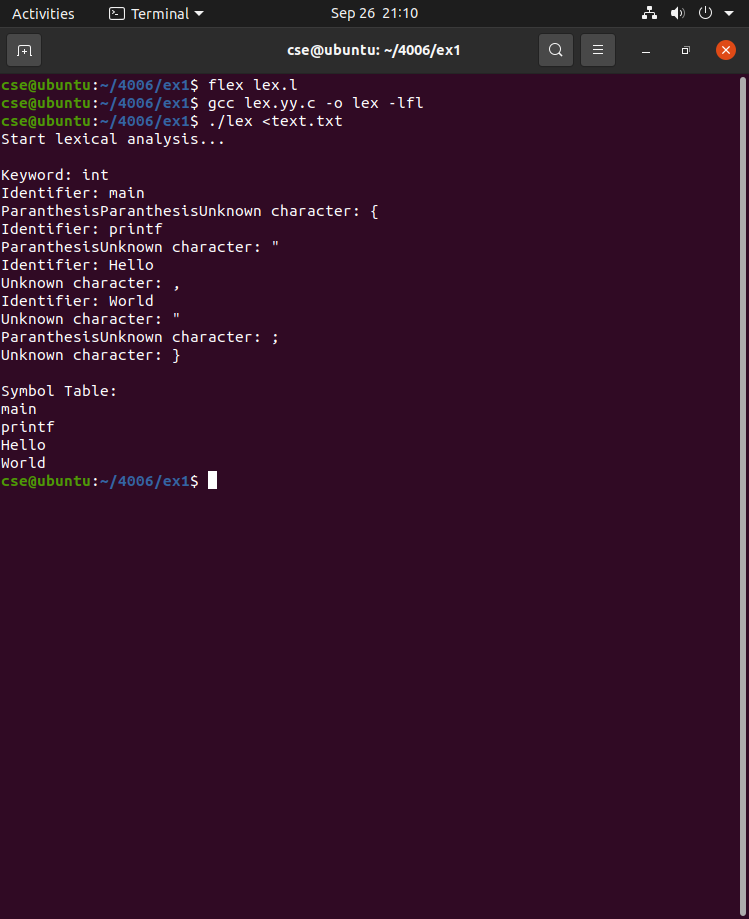 Activities Terminal Sep 26 21:10
cse@ubuntu: ~/4006/ex1
cse@ubuntu:~/4006/ex1$ flex lex.l
cse@ubuntu:~/4006/ex1$ gcc lex.yy.c -o lex -lfl
cse@ubuntu:~/4006/ex1$ ./lex <text.txt
Start lexical analysis...
Keyword: int
Identifier: main
ParanthesisParanthesisUnknown character: {
Identifier: printf
ParanthesisUnknown character: "
Identifier: Hello
Unknown character: ,
Identifier: World
Unknown character: "
ParanthesisUnknown character: ;
Unknown character: }
Symbol Table:
main
printf
Hello
World
cse@ubuntu:~/4006/ex1$